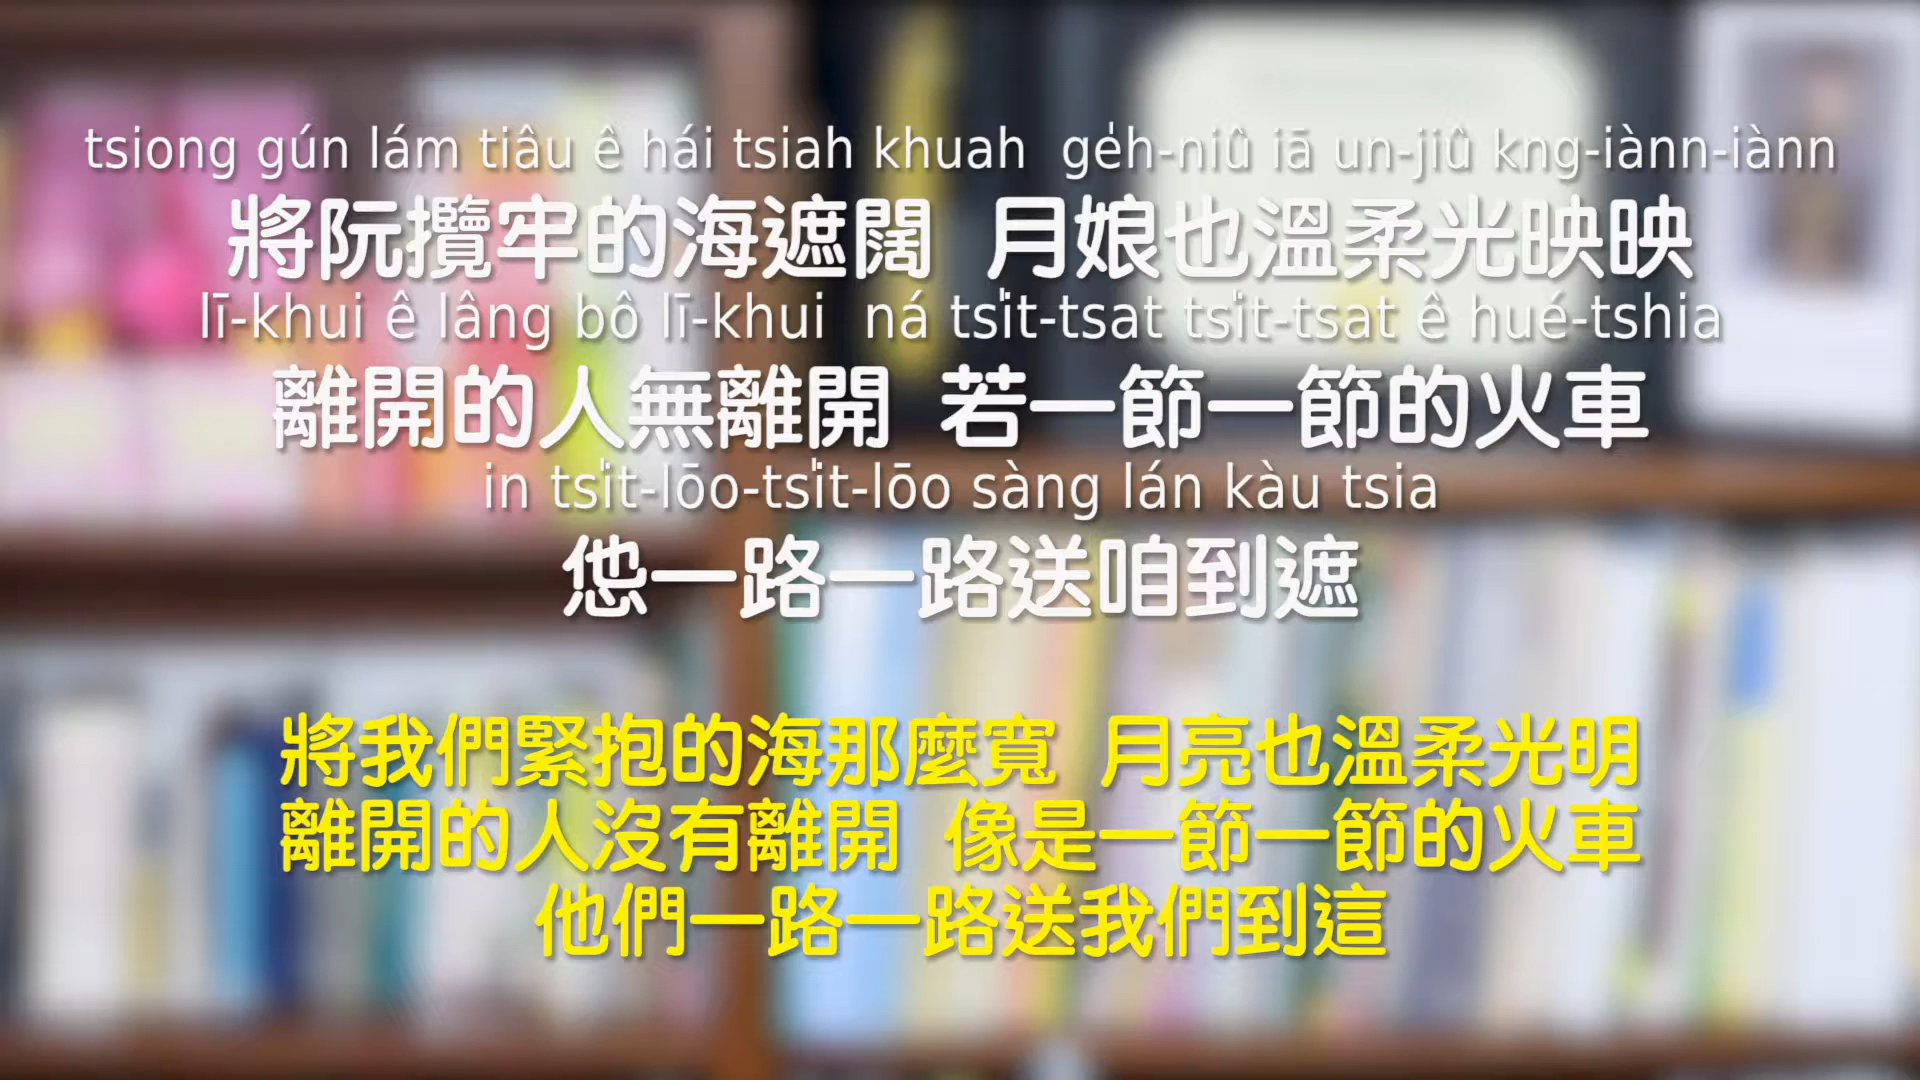 tsiong gún lám tiâu ê hái tsiah khuah  ge̍h-niû iā un-jiû kng-iànn-iànn
將阮攬牢的海遮闊  月娘也溫柔光映映
lī-khui ê lâng bô lī-khui  ná tsi̍t-tsat tsi̍t-tsat ê hué-tshia
離開的人無離開  若一節一節的火車
in tsi̍t-lōo-tsi̍t-lōo sàng lán kàu tsia
怹一路一路送咱到遮
將我們緊抱的海那麼寬  月亮也溫柔光明
離開的人沒有離開  像是一節一節的火車
他們一路一路送我們到這